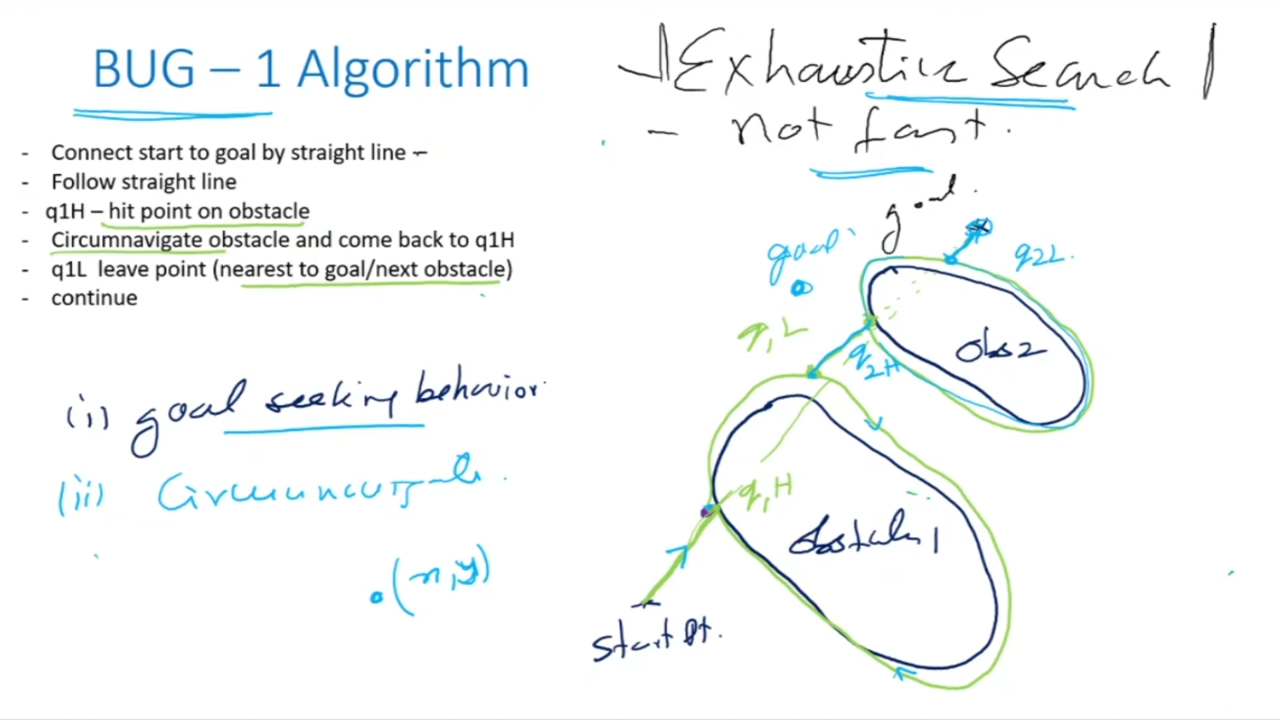 BUG – 1 Algorithm
Exhaustive Search
- not fast.
- Connect start to goal by straight line –
- Follow straight line
- q1H – hit point on obstacle
- Circumnavigate obstacle and come back to q1H
- q1L leave point (nearest to goal/next obstacle)
- continue
goal.
goal
q2L.
q1L
q2H
obs2
(i) goal seeking behavior
(ii)
q1H
obstacle 1
.(x,y)
start pt.